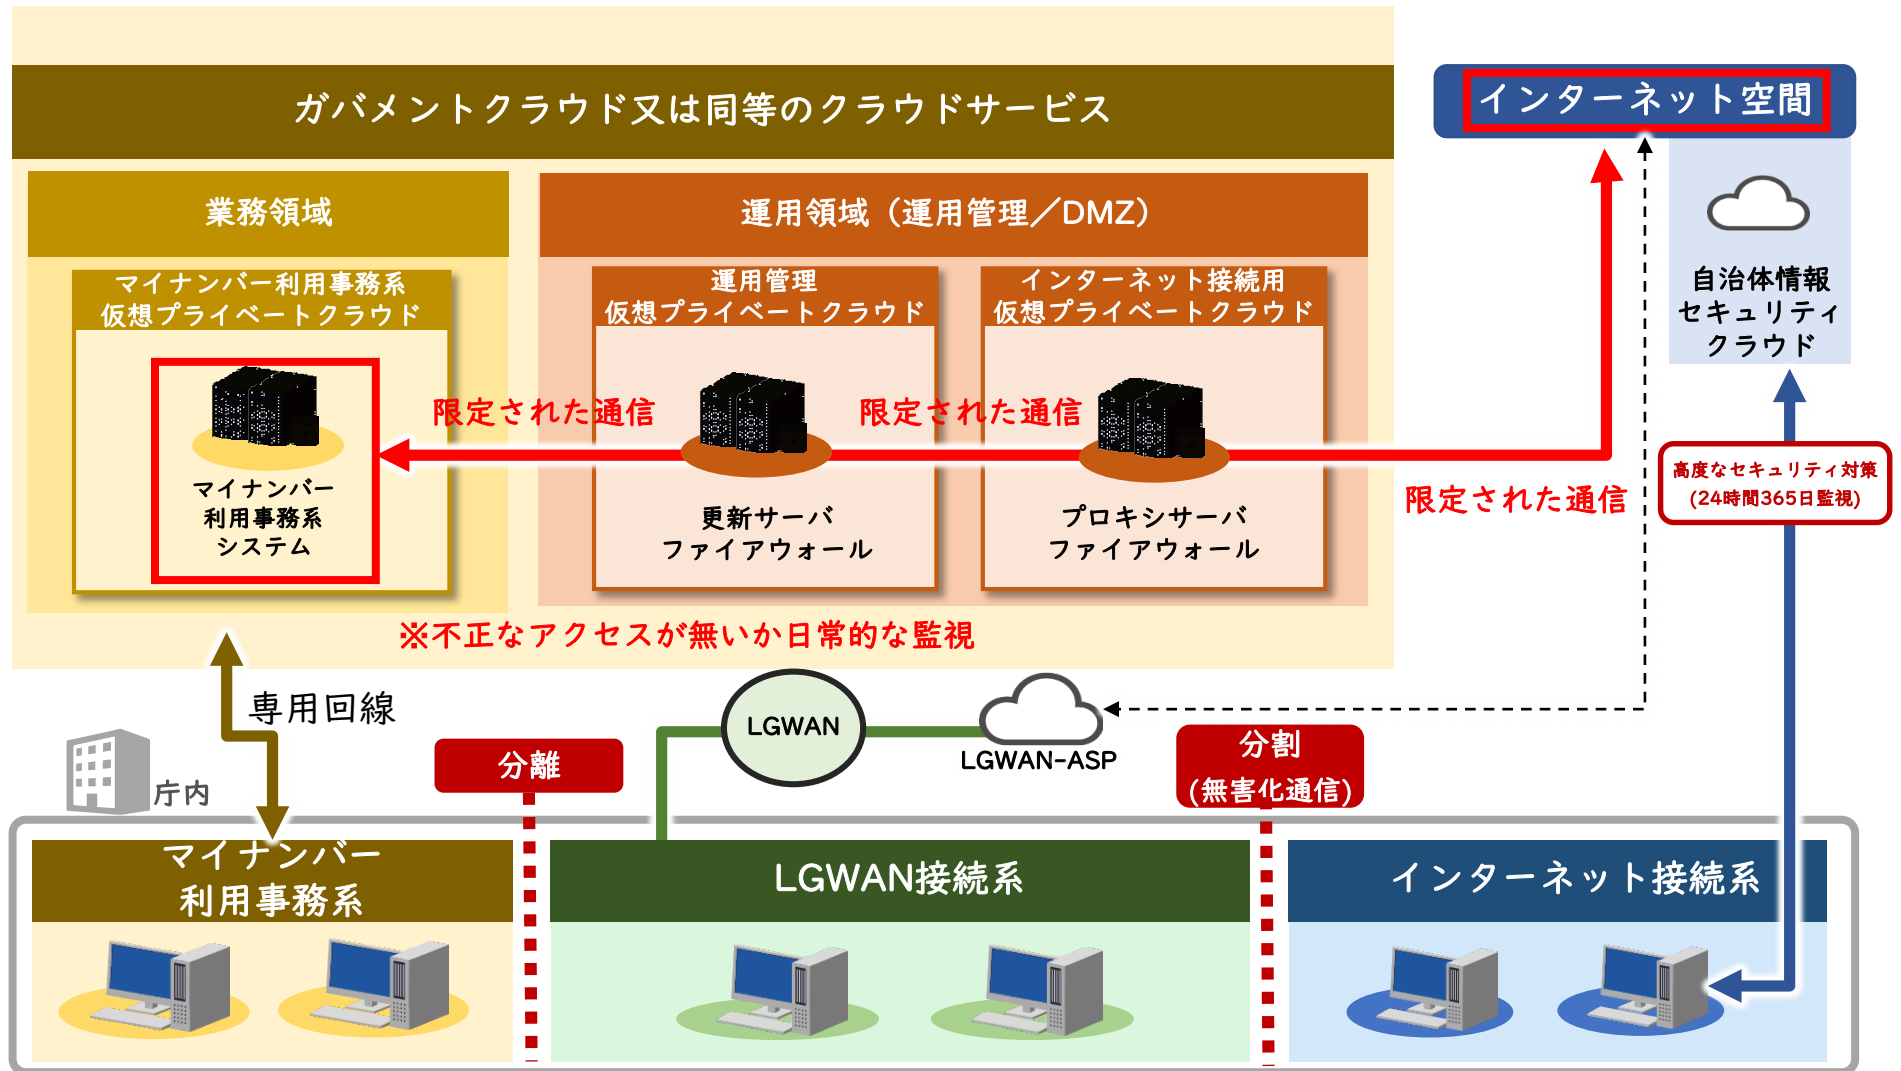 ガバメントクラウド又は同等のクラウドサービス
インターネット空間
業務領域
運用領域（運用管理／DMZ）
マイナンバー利用事務系
仮想プライベートクラウド
運用管理
仮想プライベートクラウド
インターネット接続用
仮想プライベートクラウド
自治体情報
セキュリティ
クラウド
限定された通信
限定された通信
限定された通信
マイナンバー
利用事務系
システム
更新サーバ
ファイアウォール
プロキシサーバ
ファイアウォール
高度なセキュリティ対策
(24時間365日監視)
※不正なアクセスが無いか日常的な監視
専用回線
LGWAN
LGWAN-ASP
分離
分割
(無害化通信)
庁内
マイナンバー
利用事務系
LGWAN接続系
インターネット接続系